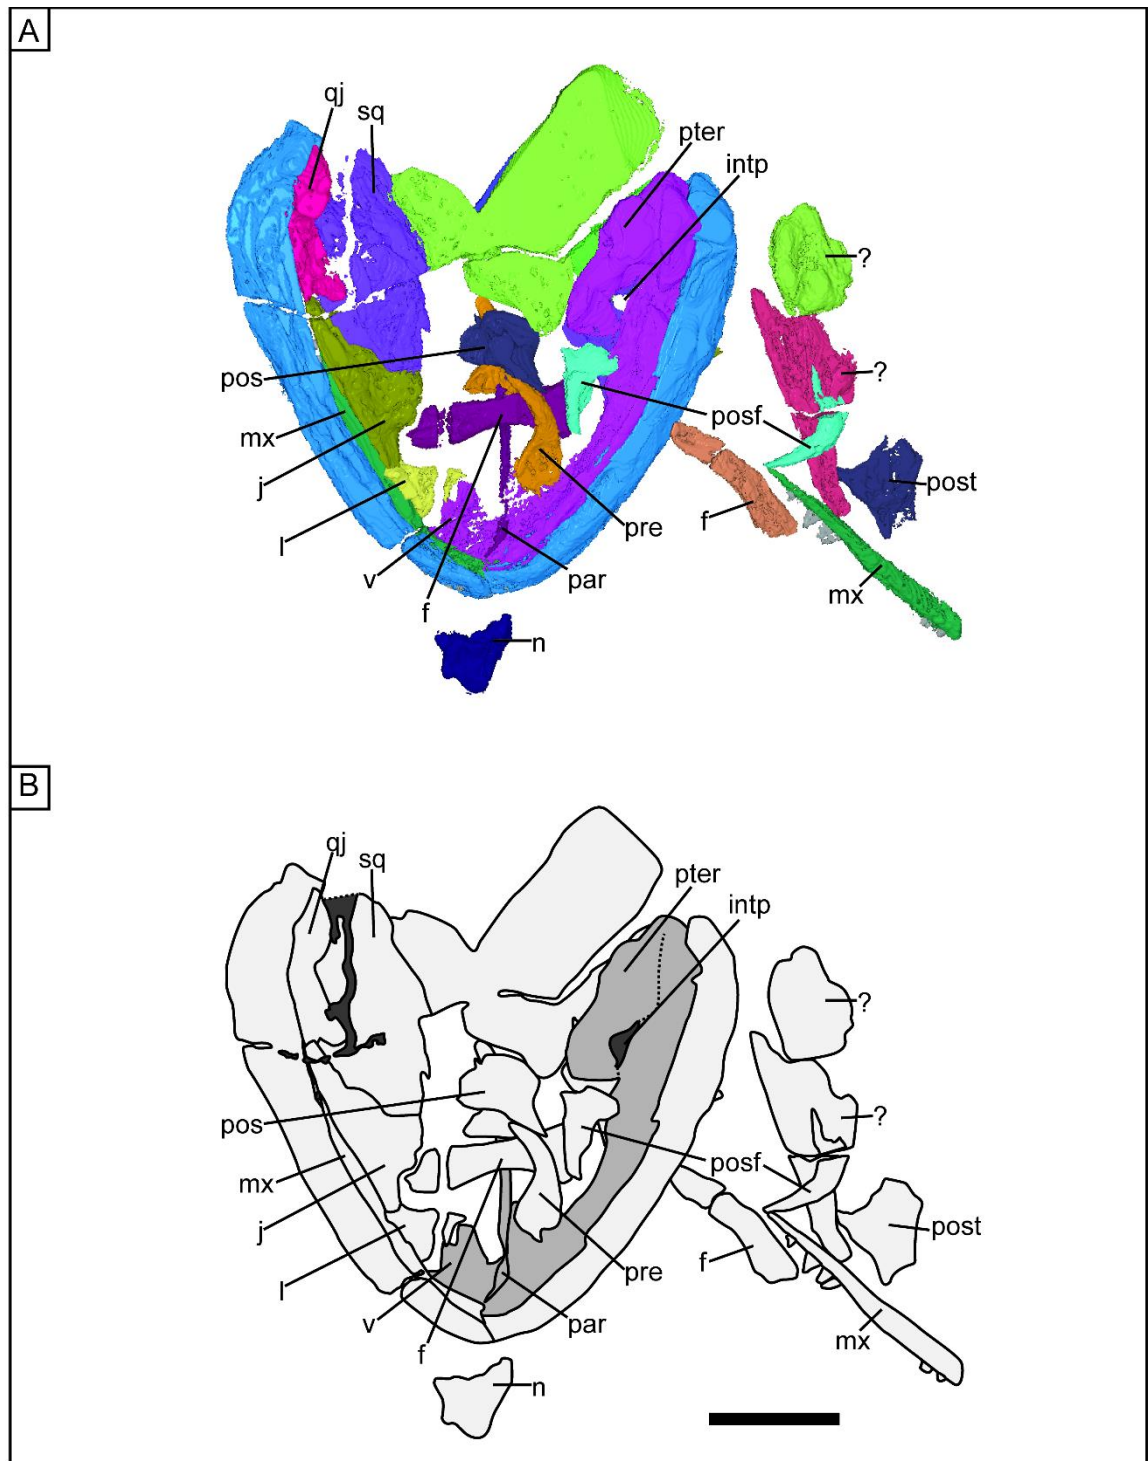 A
qj
sq
pter
intp
?
pos
?
mx
posf
j
post
l
f
v
pre
f
par
mx
n
B
qj
sq
pter
intp
?
pos
?
mx
posf
j
post
l
f
v
pre
f
par
mx
n